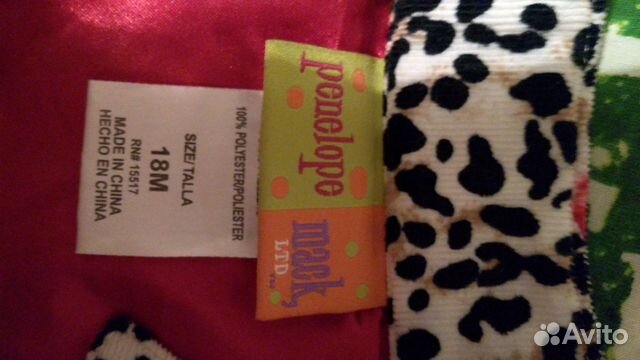 penelope
mack,
LTD
100% POLYESTER/POLIESTER
SIZE/TALLA
18M
RN# 15517
MADE IN CHINA
HECHO EN CHINA
Avito